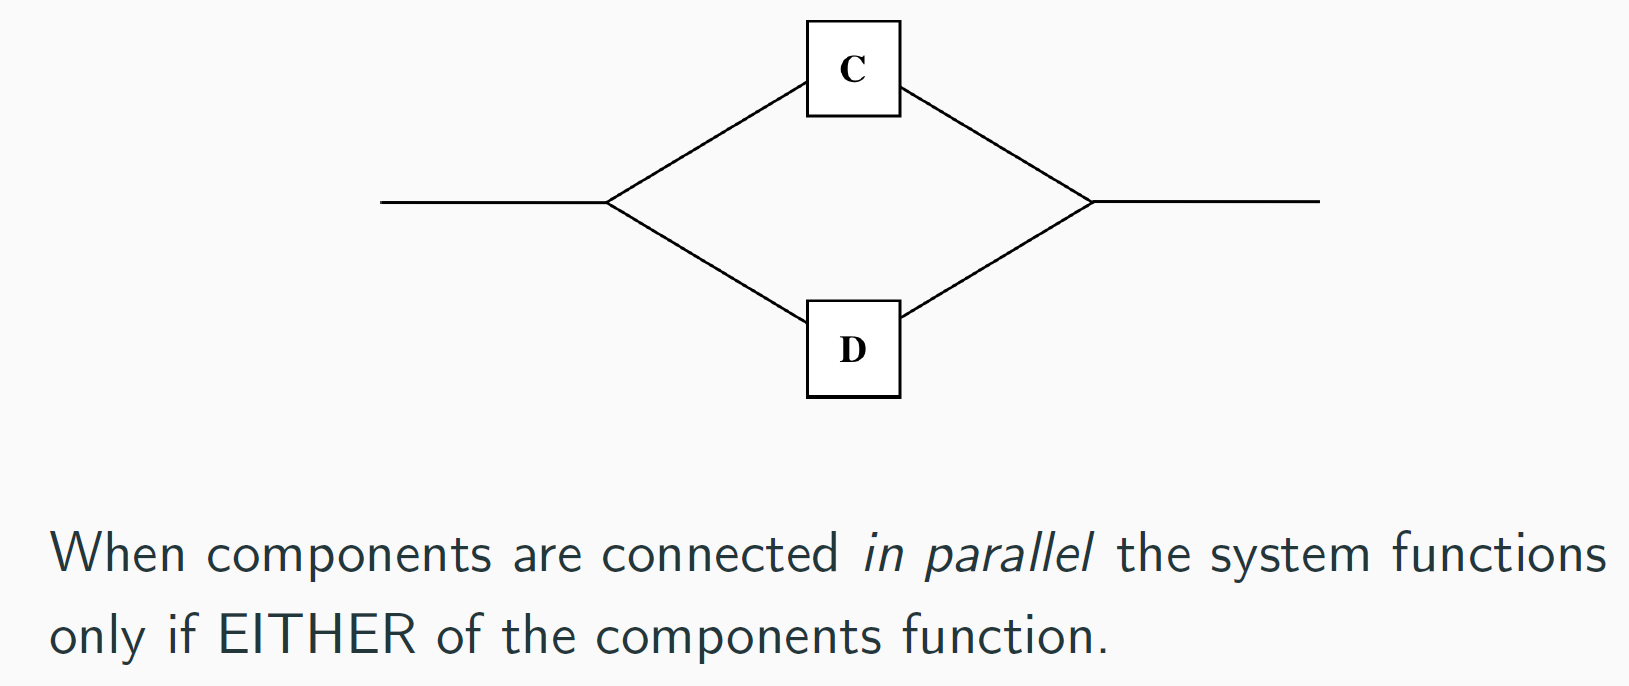 C
D
When components are connected in parallel the system functions
only if EITHER of the components function.